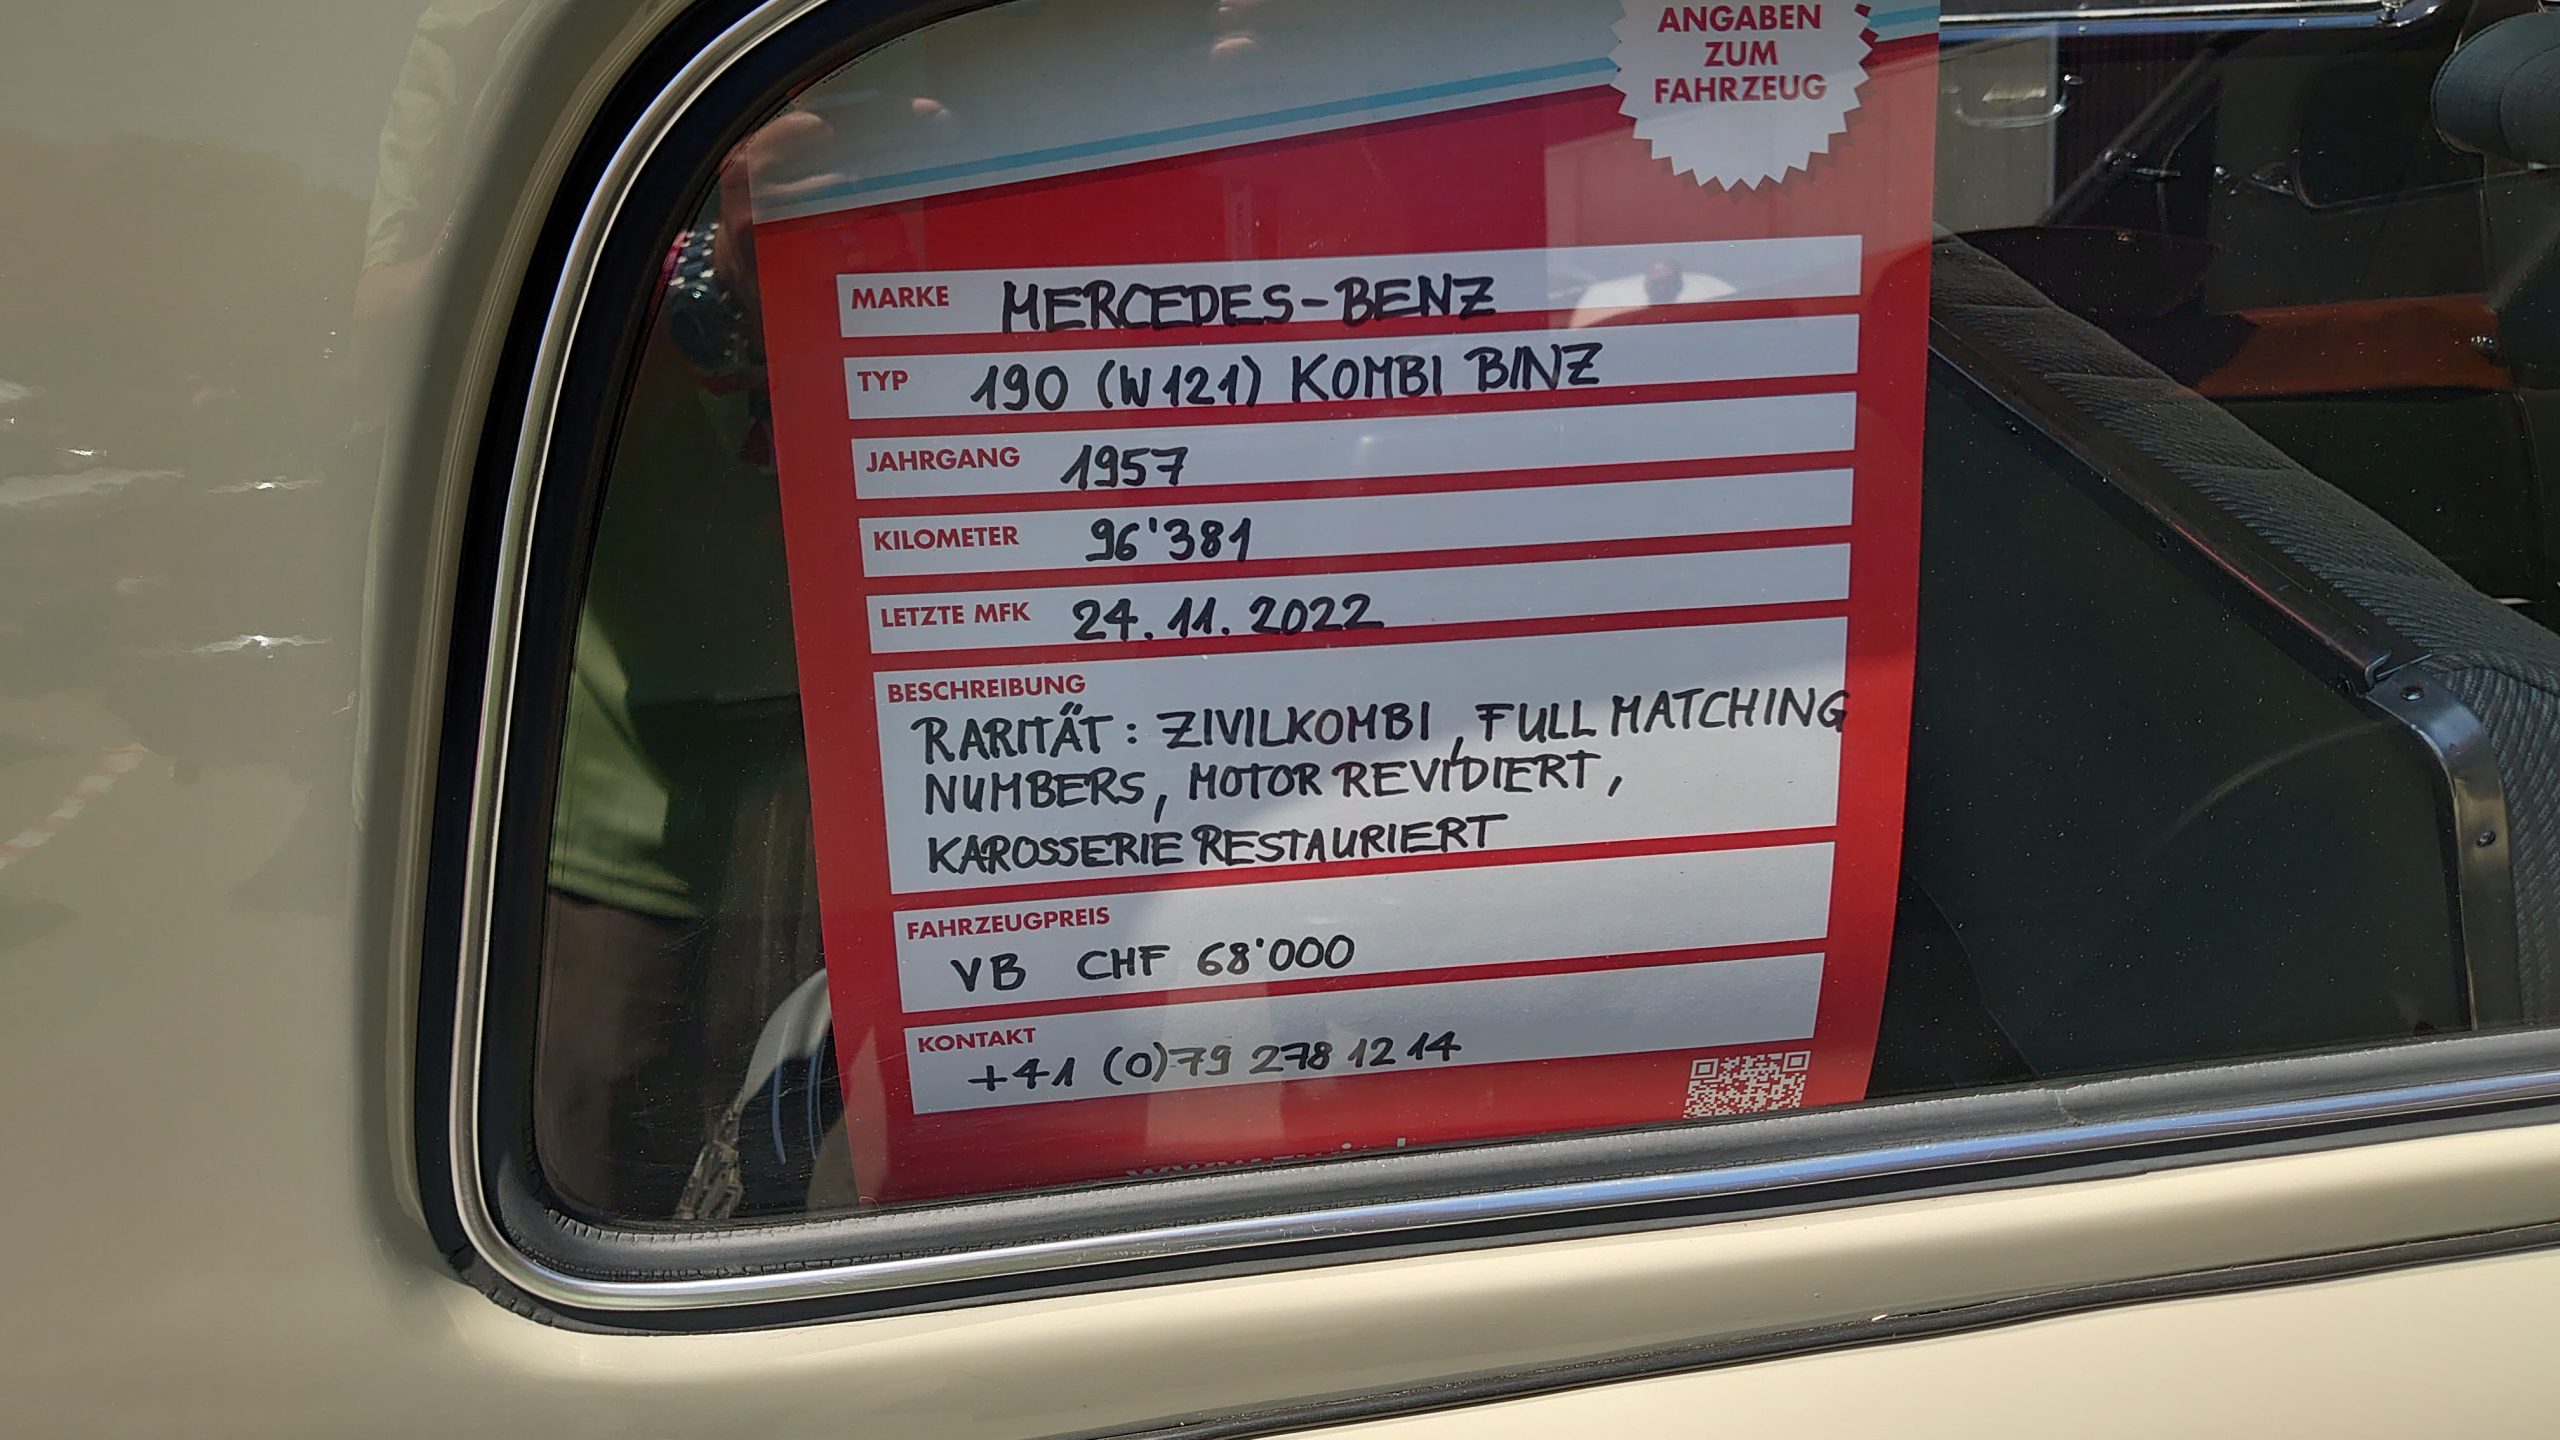 ANGABEN
ZUM
FAHRZEUG
MARKE MERCEDES-BENZ
TYP 190 (W121) KOMBI BINZ
JAHRGANG 1957
KILOMETER 96'381
LETZTE MFK 24.11.2022
BESCHREIBUNG
RARITÄT: ZIVILKOMBI, FULL MATCHING
NUMBERS, MOTOR REVIDIERT,
KAROSSERIE RESTAURIERT
FAHRZEUGPREIS
VB CHF 68'000
KONTAKT
+41 (0)79 278 12 14